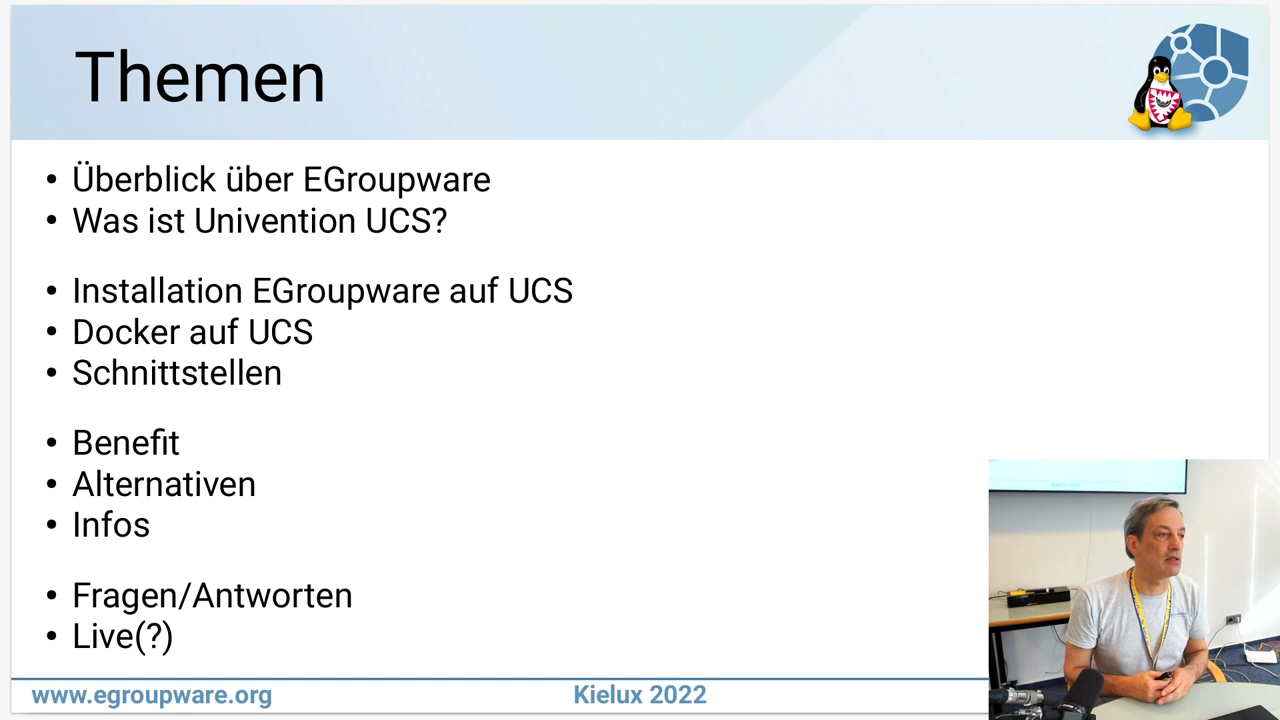 Themen
• Überblick über EGroupware
• Was ist Univention UCS?
• Installation EGroupware auf UCS
• Docker auf UCS
• Schnittstellen
• Benefit
• Alternativen
• Infos
• Fragen/Antworten
• Live(?)
www.egroupware.org
Kielux 2022